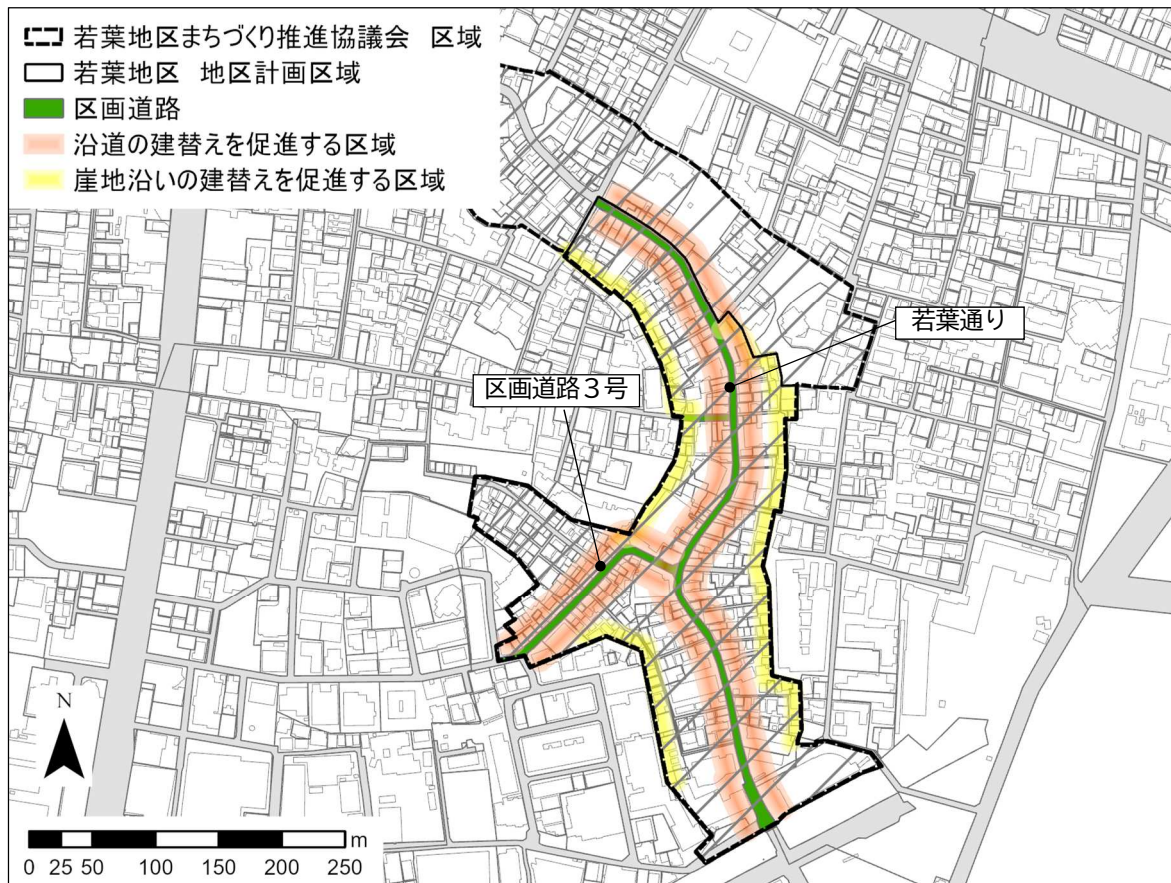 若葉地区まちづくり推進協議会 区域
若葉地区 地区計画区域
区画道路
沿道の建替えを促進する区域
崖地沿いの建替えを促進する区域
若葉通り
区画道路3号
N
0 25 50 100 150 200 250 m